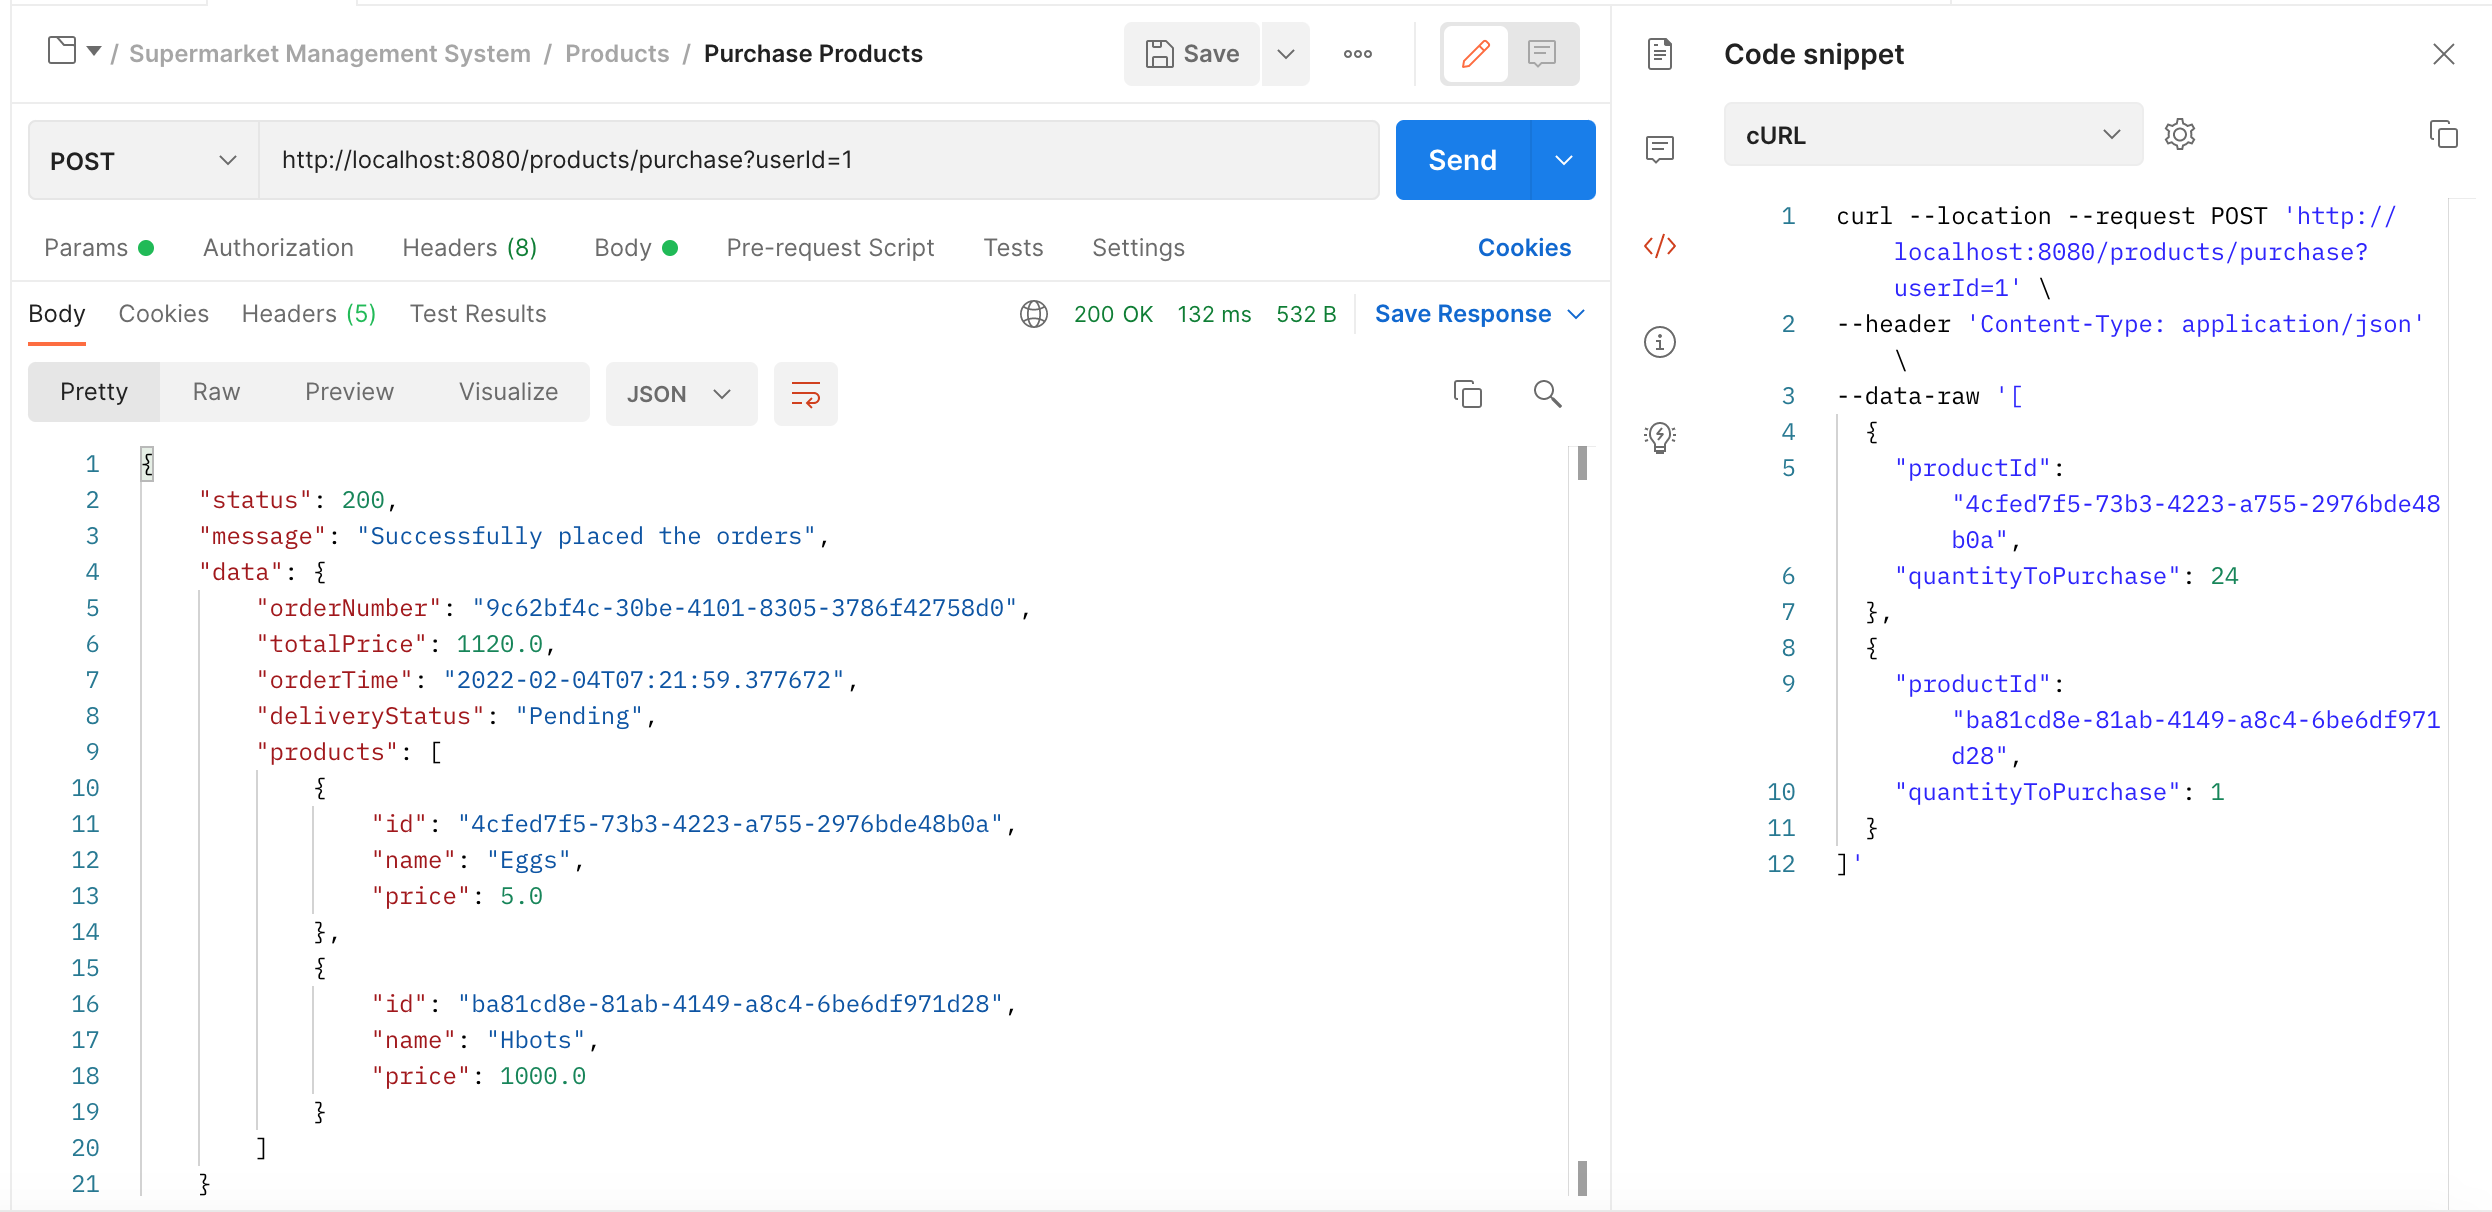 / Supermarket Management System / Products / Purchase Products
Save
POST
http://localhost:8080/products/purchase?userId=1
Send
Params
Authorization
Headers (8)
Body
Pre-request Script
Tests
Settings
Cookies
Body
Cookies
Headers (5)
Test Results
200 OK
132 ms
532 B
Save Response
Pretty
Raw
Preview
Visualize
JSON
1 {
2 "status": 200,
3 "message": "Successfully placed the orders",
4 "data": {
5 "orderNumber": "9c62bf4c-30be-4101-8305-3786f42758d0",
6 "totalPrice": 1120.0,
7 "orderTime": "2022-02-04T07:21:59.377672",
8 "deliveryStatus": "Pending",
9 "products": [
10 {
11 "id": "4cfed7f5-73b3-4223-a755-2976bde48b0a",
12 "name": "Eggs",
13 "price": 5.0
14 },
15 {
16 "id": "ba81cd8e-81ab-4149-a8c4-6be6df971d28",
17 "name": "Hbots",
18 "price": 1000.0
19 }
20 ]
21 }
Code snippet
cURL
1 curl --location --request POST 'http://
localhost:8080/products/purchase?
userId=1' \
2 --header 'Content-Type: application/json'
\
3 --data-raw '[
4 {
5 "productId":
"4cfed7f5-73b3-4223-a755-2976bde48
b0a",
6 "quantityToPurchase": 24
7 },
8 {
9 "productId":
"ba81cd8e-81ab-4149-a8c4-6be6df971
d28",
10 "quantityToPurchase": 1
11 }
12 ]'